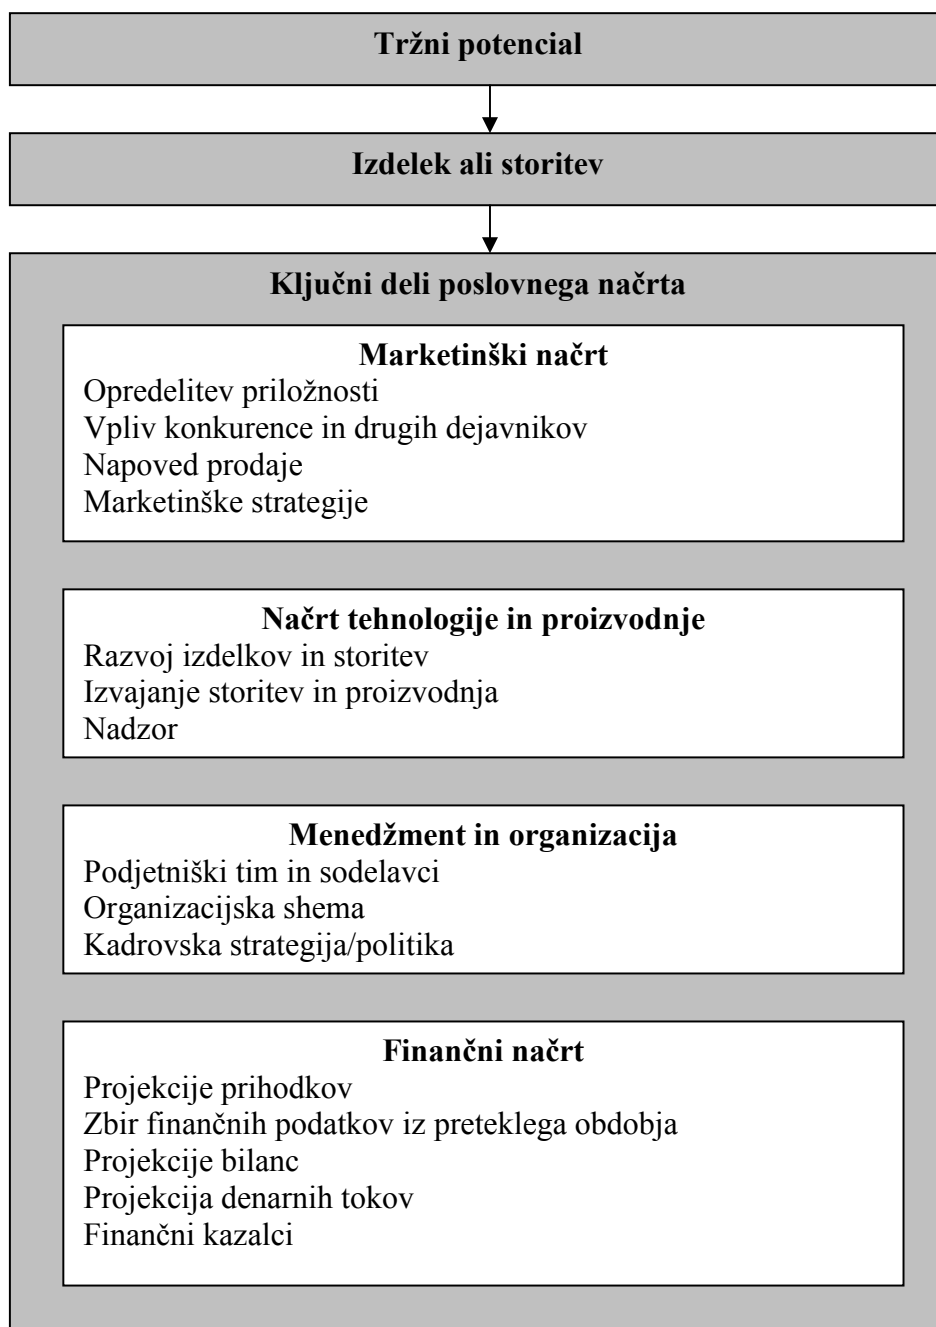 Tržni potencial
Izdelek ali storitev
Ključni deli poslovnega načrta
Marketinški načrt
Opredelitev priložnosti
Vpliv konkurence in drugih dejavnikov
Napoved prodaje
Marketinške strategije
Načrt tehnologije in proizvodnje
Razvoj izdelkov in storitev
Izvajanje storitev in proizvodnja
Nadzor
Menedžment in organizacija
Podjetniški tim in sodelavci
Organizacijska shema
Kadrovska strategija/politika
Finančni načrt
Projekcije prihodkov
Zbir finančnih podatkov iz preteklega obdobja
Projekcije bilanc
Projekcija denarnih tokov
Finančni kazalci